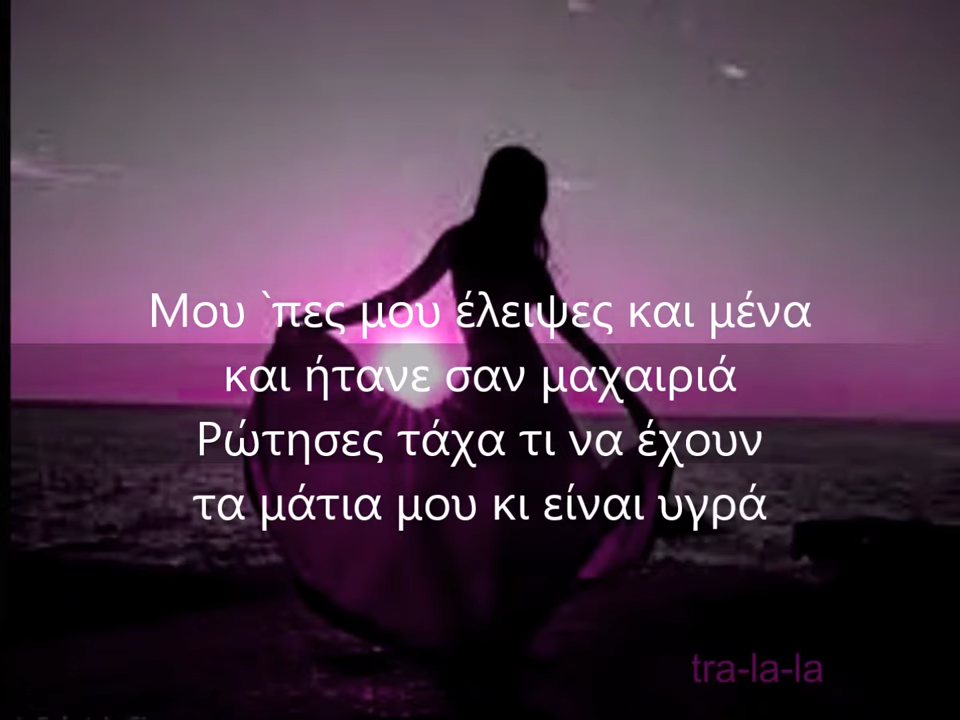 Μου `πες μου έλειψες και μένα
και ήτανε σαν μαχαιριά
Ρώτησες τάχα τι να έχουν
τα μάτια μου κι είναι υγρά
tra-la-la